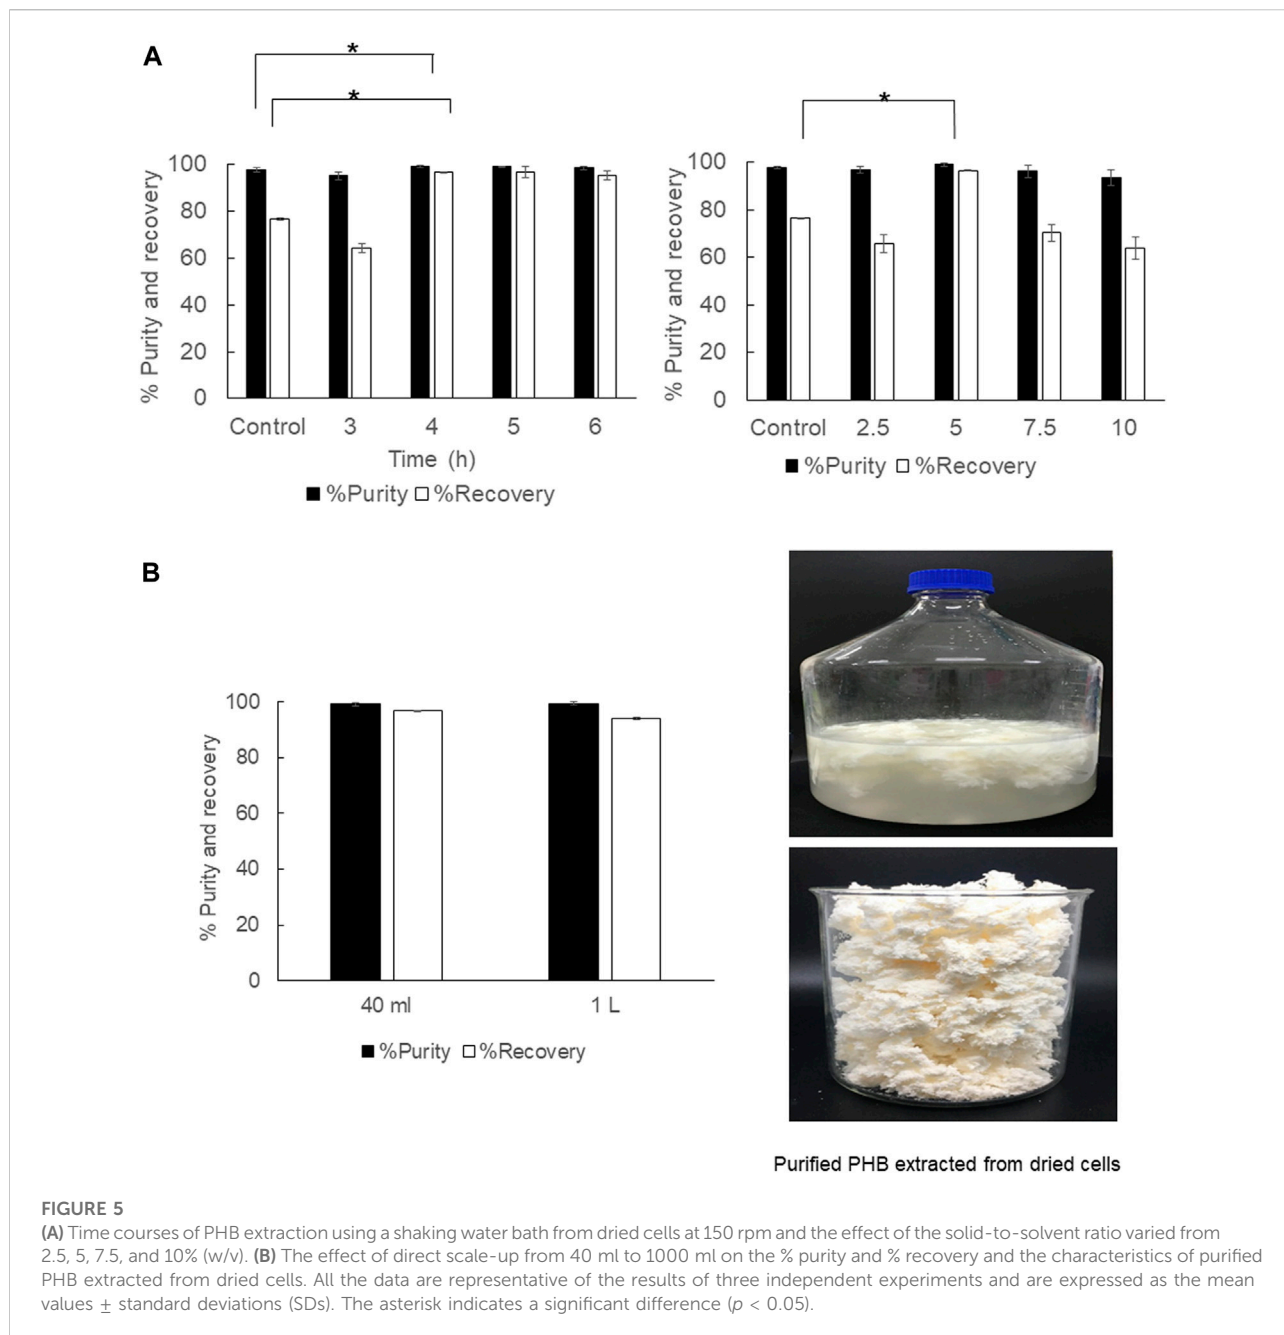 A
*
*
*
% Purity and recovery
100
80
60
40
20
0
Control 3 4 5 6
Time (h)
%Purity %Recovery
% Purity and recovery
100
80
60
40
20
0
Control 2.5 5 7.5 10
%Purity %Recovery
B
% Purity and recovery
100
80
60
40
20
0
40 ml 1 L
%Purity %Recovery
Purified PHB extracted from dried cells
FIGURE 5
(A) Time courses of PHB extraction using a shaking water bath from dried cells at 150 rpm and the effect of the solid-to-solvent ratio varied from
2.5, 5, 7.5, and 10% (w/v). (B) The effect of direct scale-up from 40 ml to 1000 ml on the % purity and % recovery and the characteristics of purified
PHB extracted from dried cells. All the data are representative of the results of three independent experiments and are expressed as the mean
values ± standard deviations (SDs). The asterisk indicates a significant difference (p < 0.05).